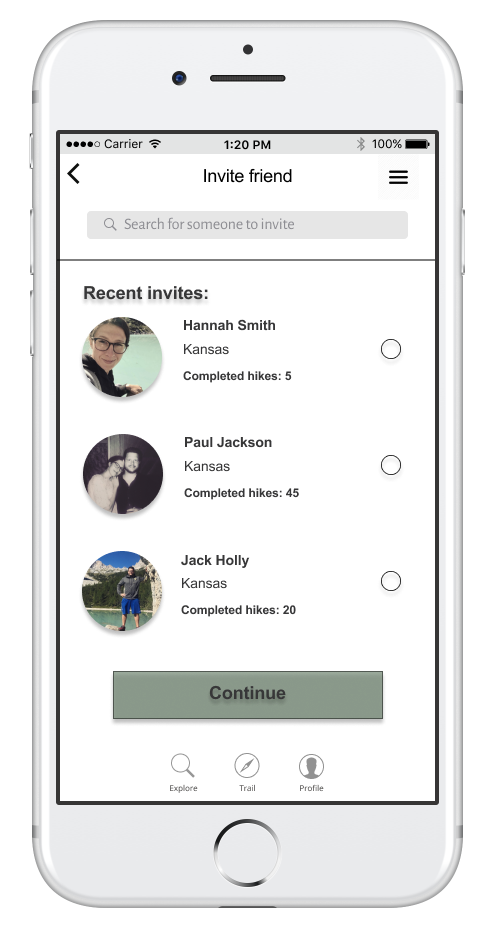 Carrier 1:20 PM 100%
Invite friend
Search for someone to invite
Recent invites:
Hannah Smith
Kansas
Completed hikes: 5
Paul Jackson
Kansas
Completed hikes: 45
Jack Holly
Kansas
Completed hikes: 20
Continue
Explore Trail Profile